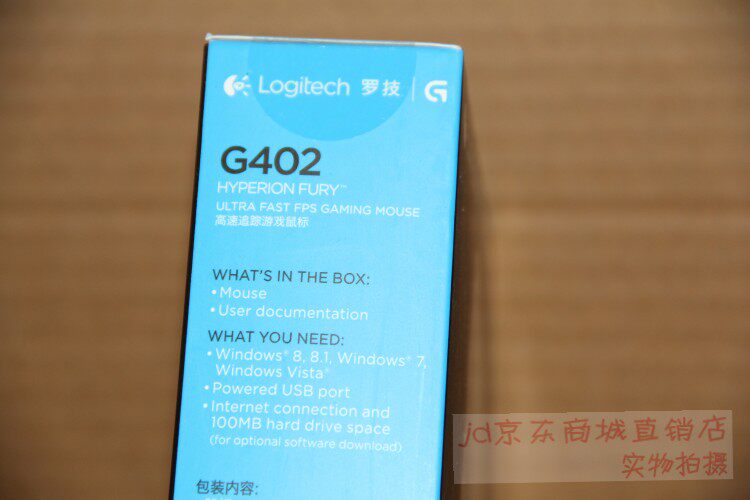 Logitech 罗技 | G
G402
HYPERION FURY™
ULTRA FAST FPS GAMING MOUSE
高速追踪游戏鼠标
WHAT'S IN THE BOX:
• Mouse
• User documentation
WHAT YOU NEED:
• Windows® 8, 8.1, Windows® 7,
Windows Vista®
• Powered USB port
• Internet connection and
100MB hard drive space
(for optional software download)
包装内容:
jd京东商城直销店
实物拍摄